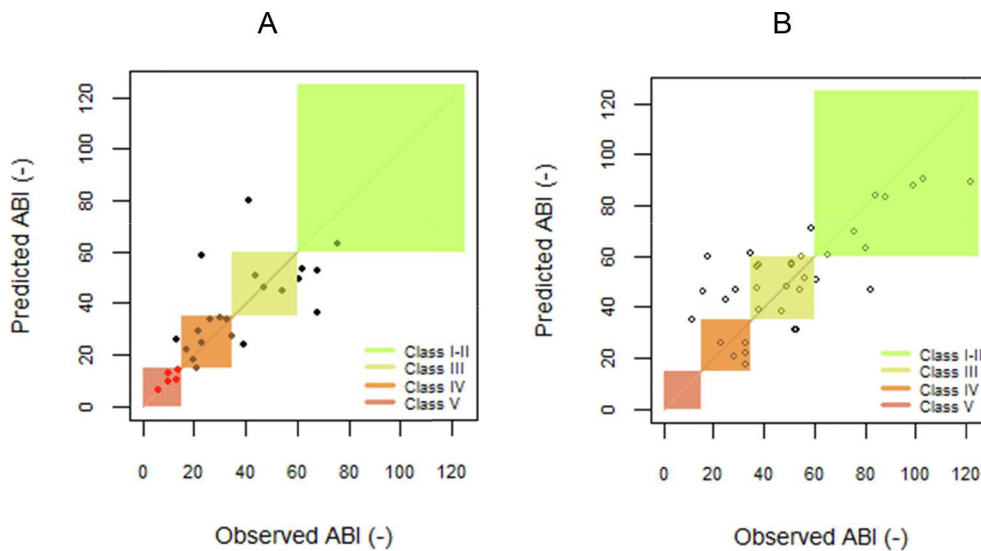 A
Predicted ABI (-)
120
100
80
60
40
20
0
Class I-II
Class III
Class IV
Class V
0 20 40 60 80 100 120
Observed ABI (-)
B
Predicted ABI (-)
120
100
80
60
40
20
0
Class I-II
Class III
Class IV
Class V
0 20 40 60 80 100 120
Observed ABI (-)